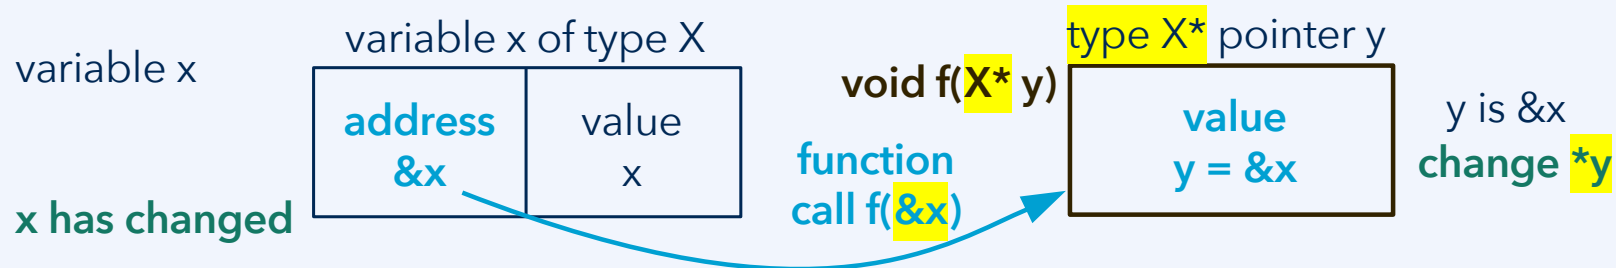 variable x
variable x of type X
address
&x
value
x
x has changed
void f(X* y)
function
call f(&x)
type X* pointer y
value
y = &x
y is &x
change *y